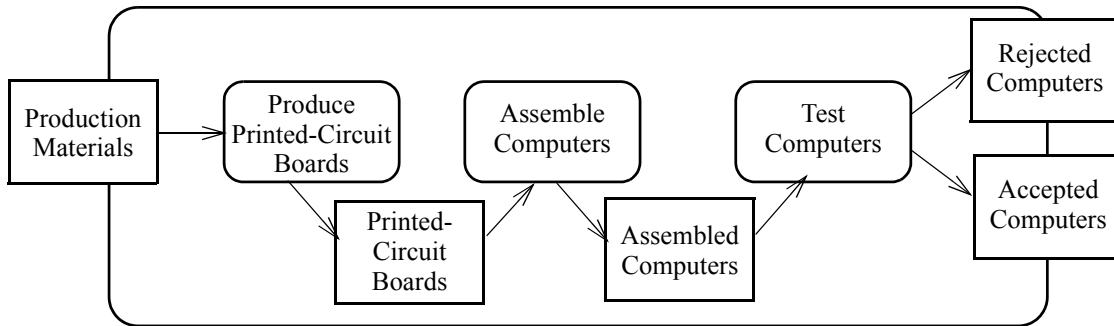 Production
Materials
Produce
Printed-Circuit
Boards
Printed-
Circuit
Boards
Assemble
Computers
Assembled
Computers
Test
Computers
Rejected
Computers
Accepted
Computers